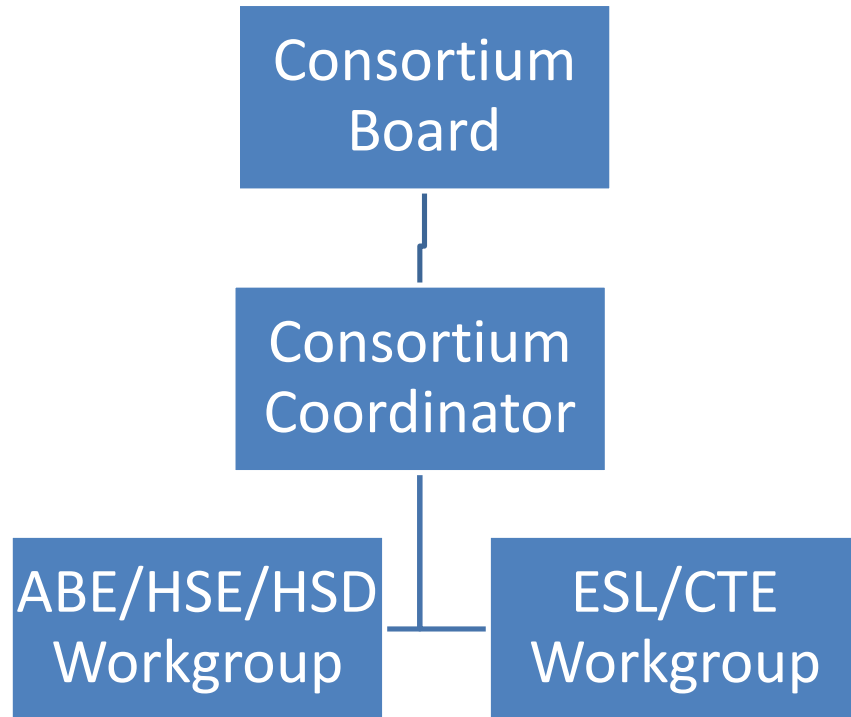 Consortium
Board
Consortium
Coordinator
ABE/HSE/HSD
Workgroup
ESL/CTE
Workgroup